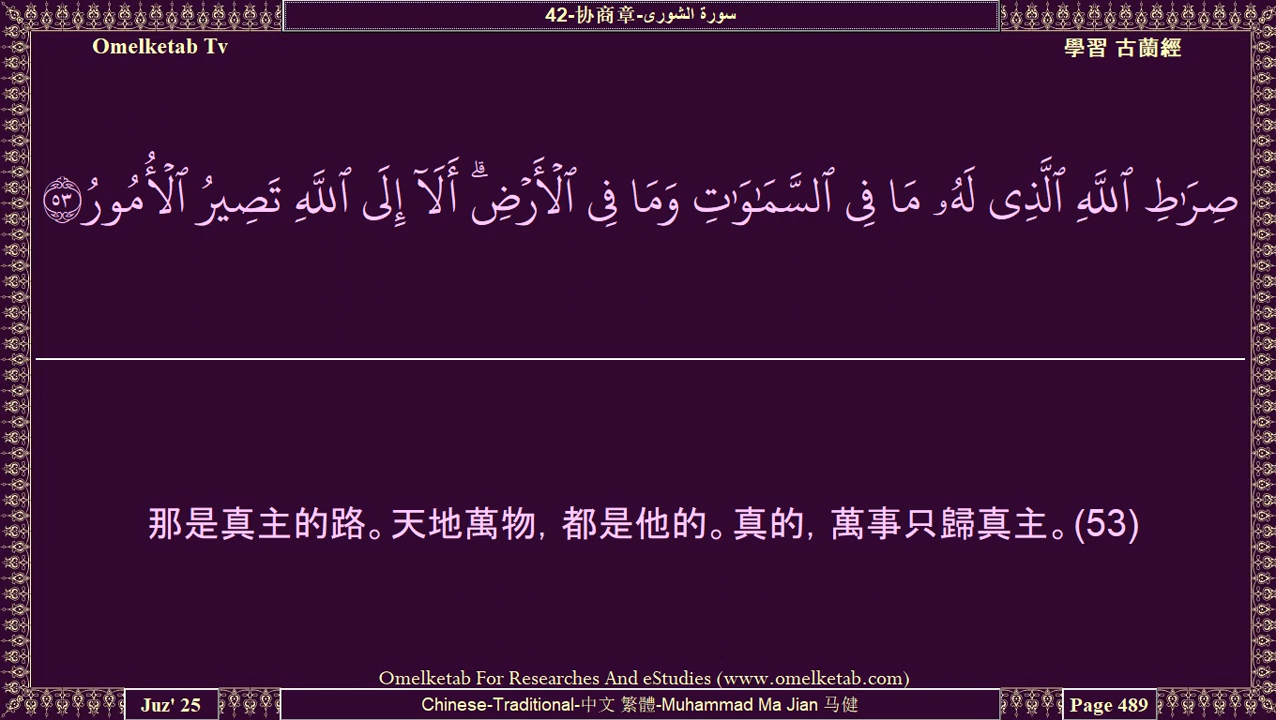 42-协商章-سورة الشورى
Omelketab Tv
學習 古蘭經
صِرَٰطِ ٱللَّهِ ٱلَّذِى لَهُۥ مَا فِى ٱلسَّمَـٰوَٰتِ وَمَا فِى ٱلْأَرْضِ ۗ أَلَآ إِلَى ٱللَّهِ تَصِيرُ ٱلْأُمُورُ ٥٣
那是真主的路。天地萬物，都是他的。真的，萬事只歸真主。(53)
Omelketab For Researches And eStudies (www.omelketab.com)
Juz' 25
Chinese-Traditional-中文 繁體-Muhammad Ma Jian 马健
Page 489